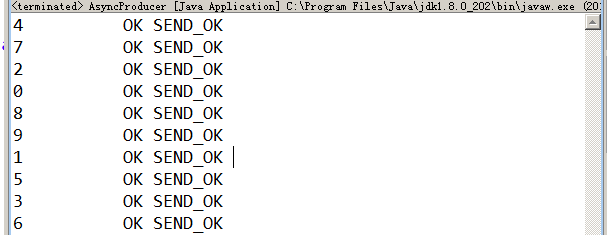 <terminated> AsyncProducer [Java Application] C:\Program Files\Java\jdk1.8.0_202\bin\javaw.exe (20
4 OK SEND_OK
7 OK SEND_OK
2 OK SEND_OK
0 OK SEND_OK
8 OK SEND_OK
9 OK SEND_OK
1 OK SEND_OK
5 OK SEND_OK
3 OK SEND_OK
6 OK SEND_OK